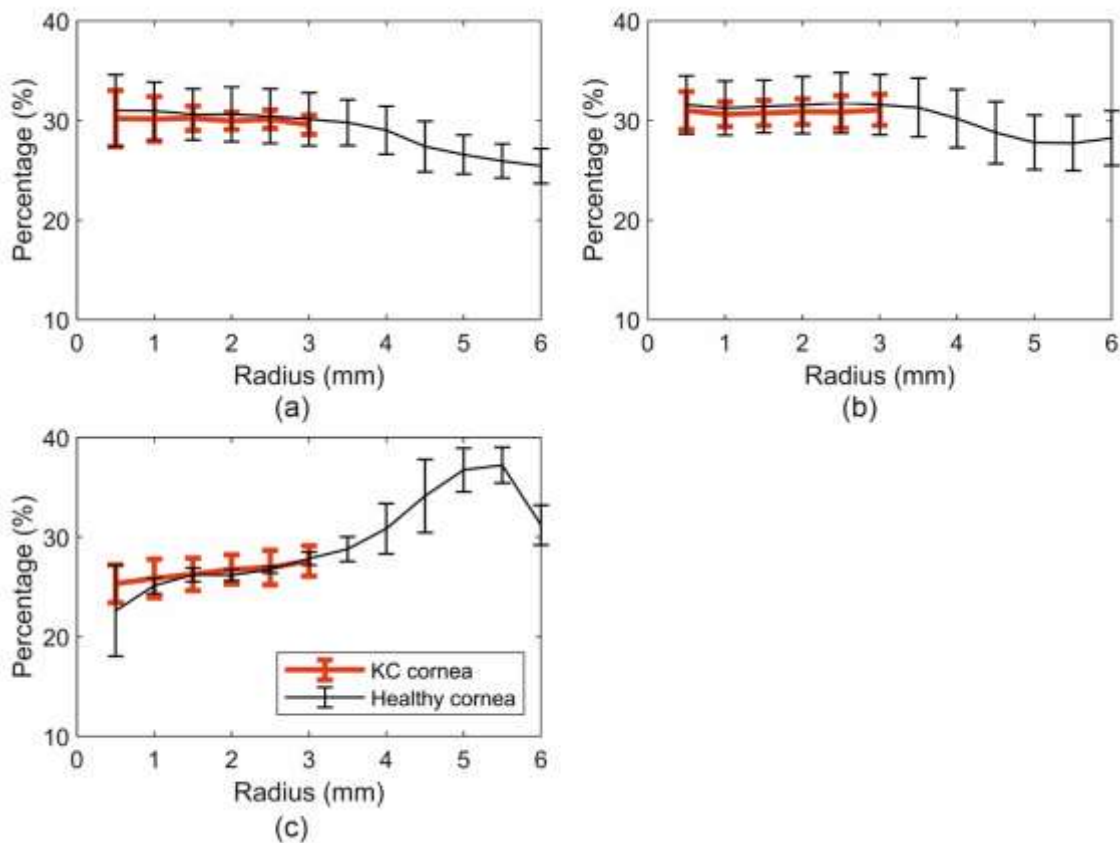 40
30
20
10
Percentage (%)
0 1 2 3 4 5 6
Radius (mm)
(a)
40
30
20
10
Percentage (%)
0 1 2 3 4 5 6
Radius (mm)
(b)
40
30
20
10
Percentage (%)
KC cornea
Healthy cornea
0 1 2 3 4 5 6
Radius (mm)
(c)